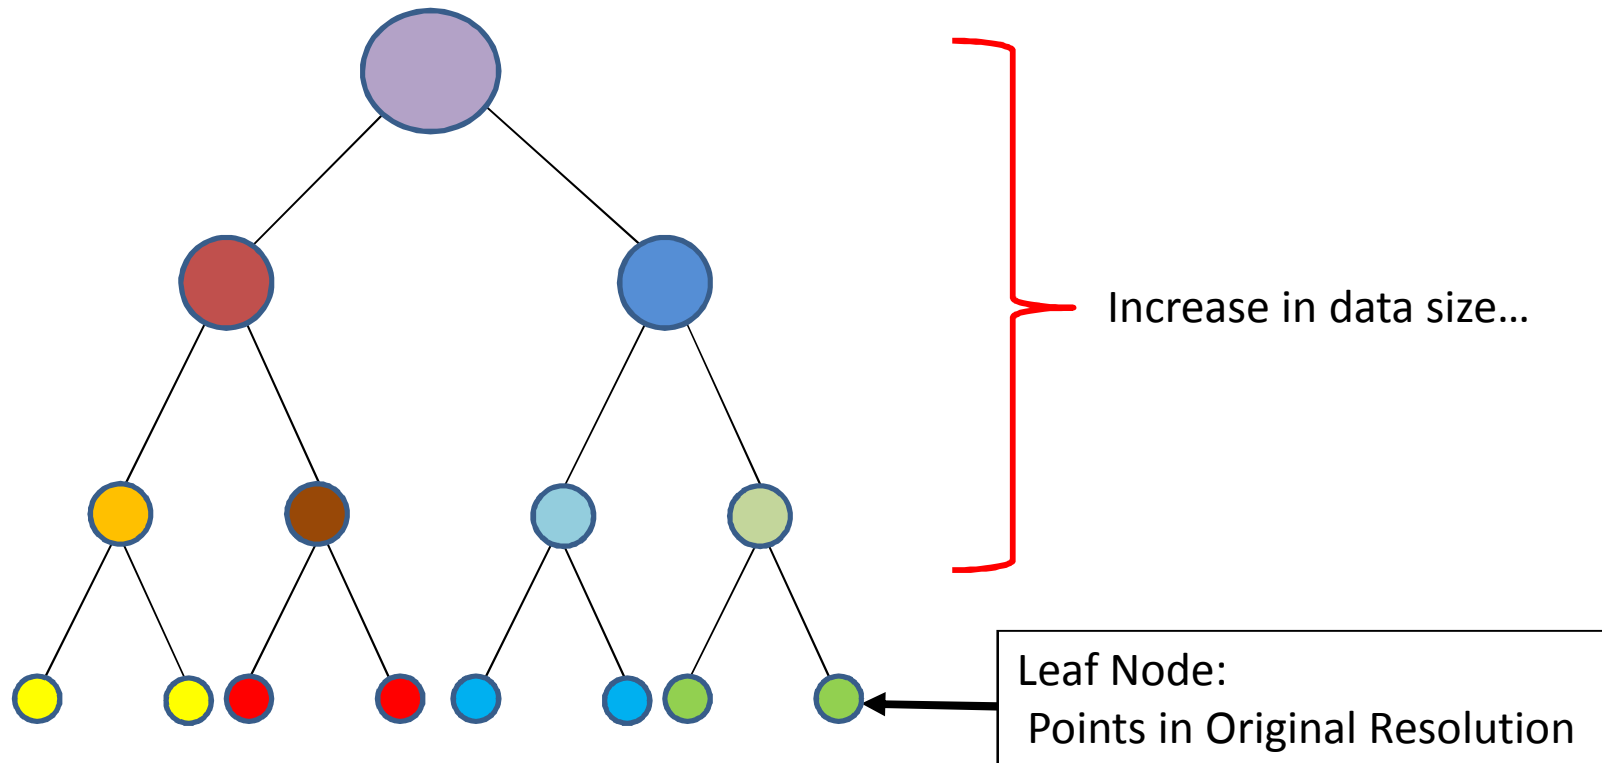 Increase in data size…
Leaf Node:
Points in Original Resolution